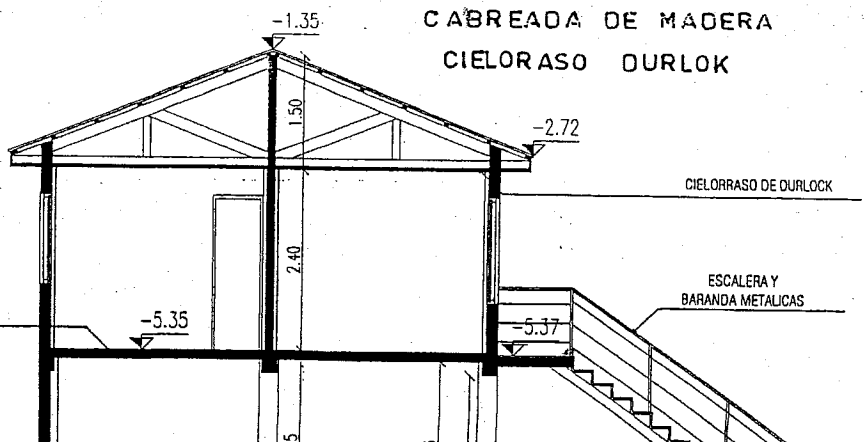 -1.35
CABREADA DE MADERA
CIELORASO DURLOK
1.50
-2.72
CIELORRASO DE DURLOCK
2.40
ESCALERA Y
BARANDA METALICAS
-5.35
-5.37
5